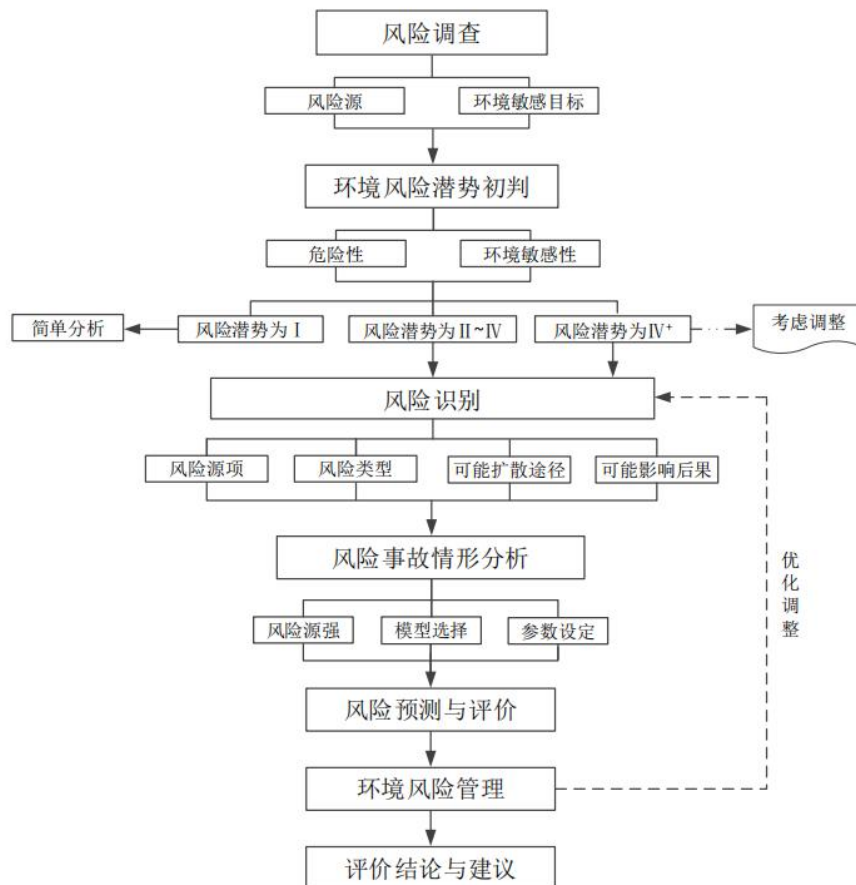 风险调查
风险源
环境敏感目标
环境风险潜势初判
危险性
环境敏感性
简单分析
风险潜势为Ⅰ
风险潜势为Ⅱ~Ⅳ
风险潜势为Ⅳ⁺
考虑调整
风险识别
风险源项
风险类型
可能扩散途径
可能影响后果
风险事故情形分析
优化调整
风险源强
模型选择
参数设定
风险预测与评价
环境风险管理
评价结论与建议